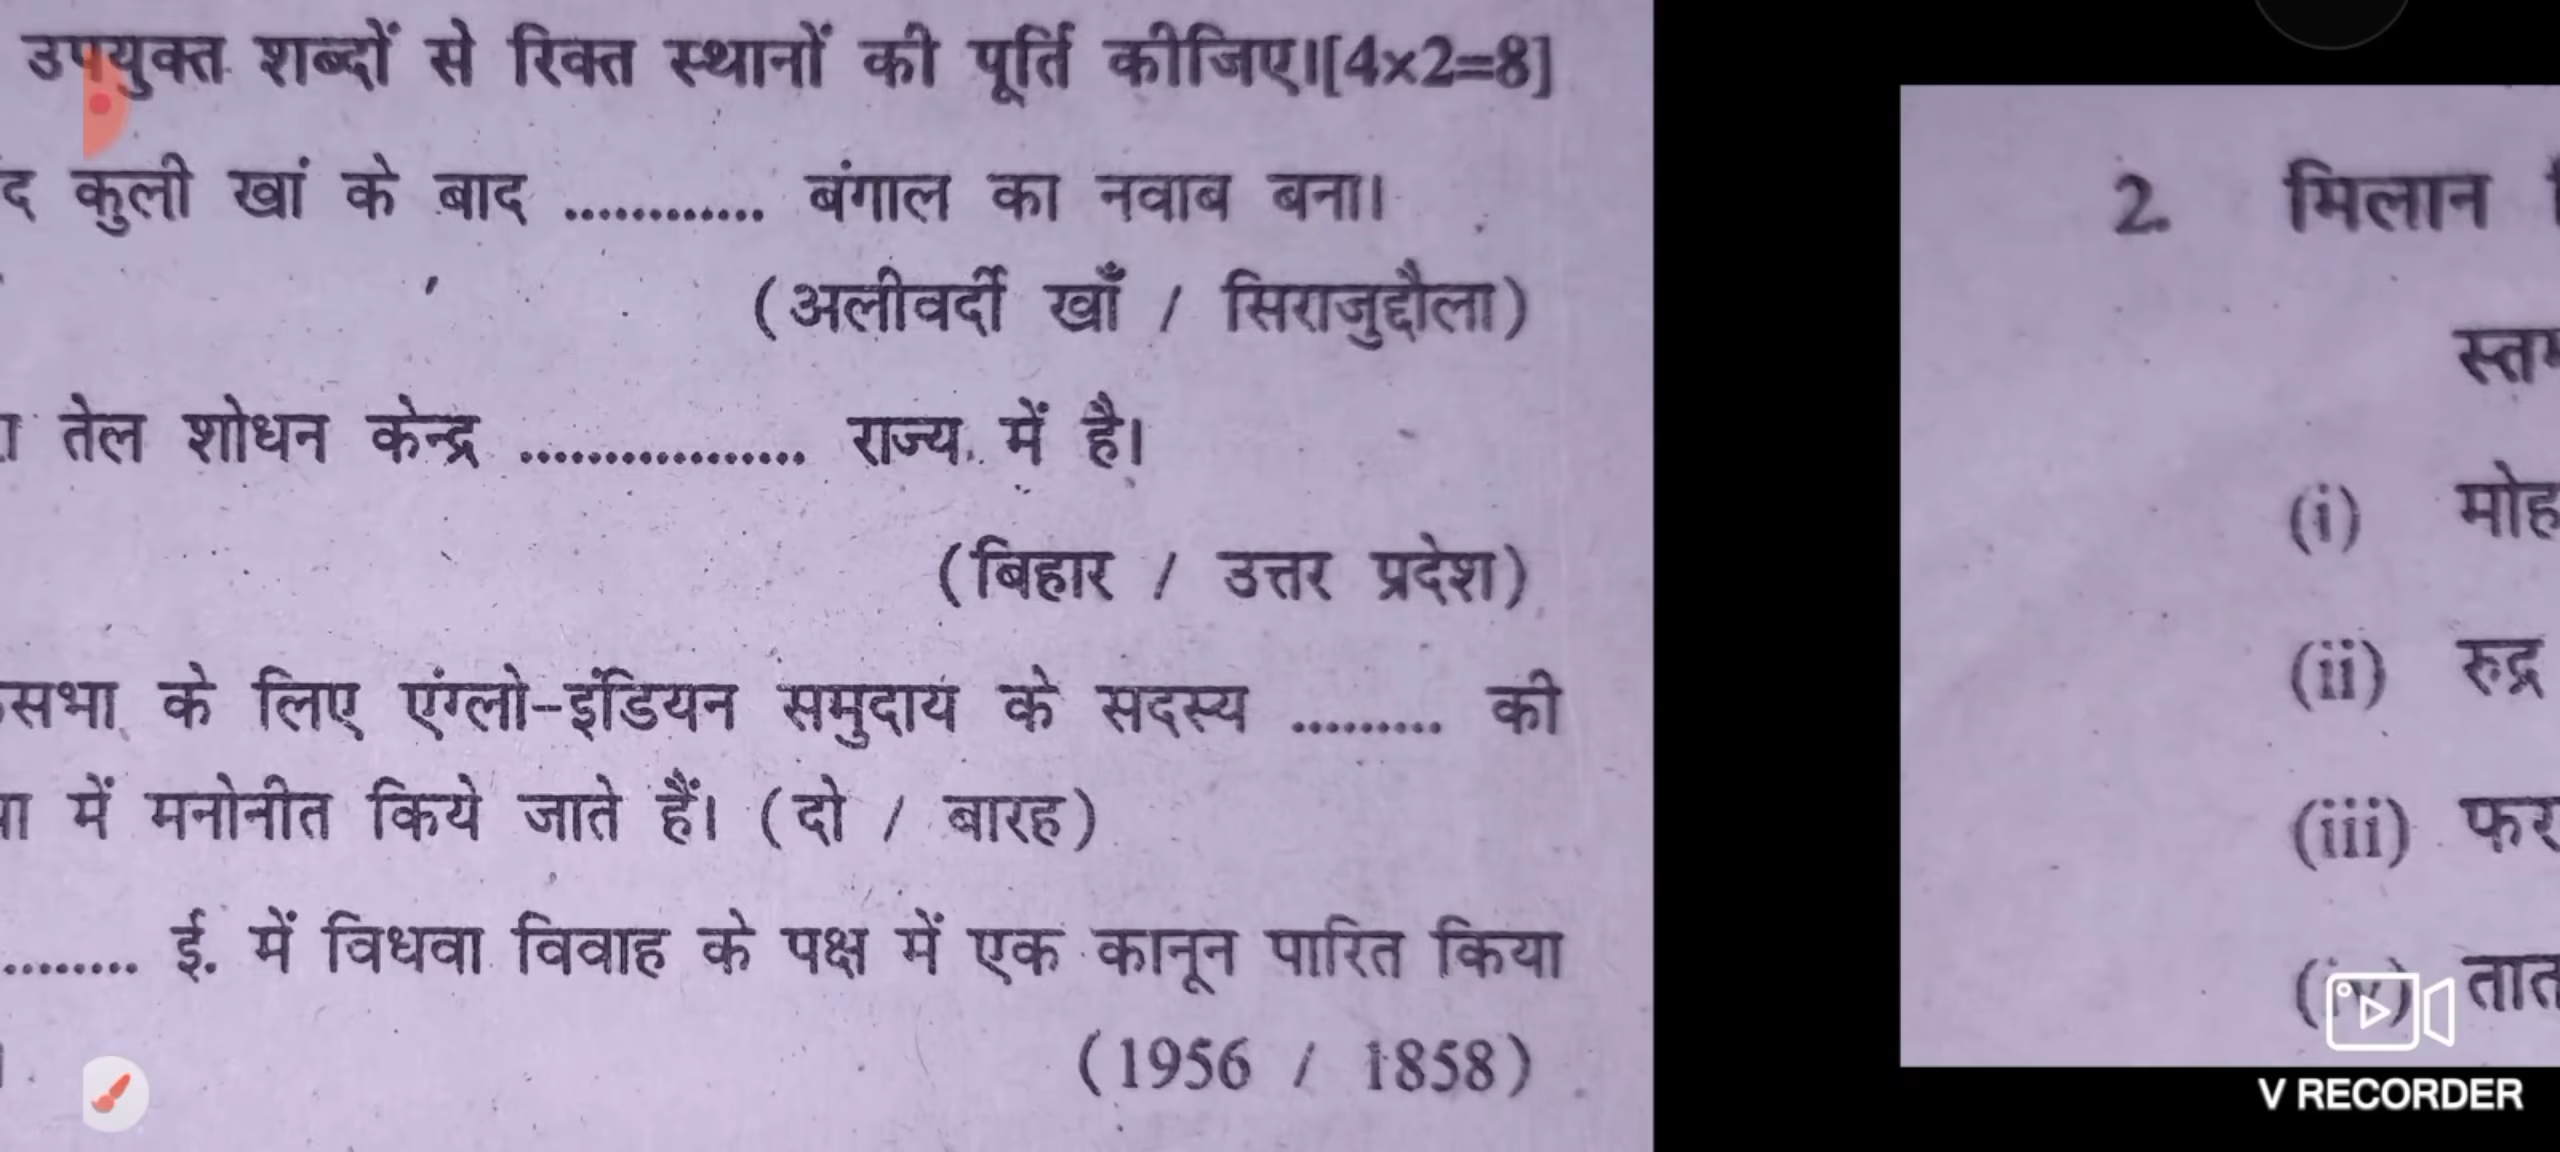 उपयुक्त शब्दों से रिक्त स्थानों की पूर्ति कीजिए।[4×2=8]
कुली खां के बाद ............ बंगाल का नवाब बना।
(अलीवर्दी खाँ / सिराजुद्दौला)
तेल शोधन केन्द्र ................. राज्य में है।
(बिहार / उत्तर प्रदेश)
सभा के लिए एंग्लो-इंडियन समुदाय के सदस्य ......... की
में मनोनीत किये जाते हैं। (दो / बारह)
......... ई. में विधवा विवाह के पक्ष में एक कानून पारित किया
(1956 / 1858)
2. मिलान
(i)
(ii) रुद्र
(iii)
(iv)
V RECORDER